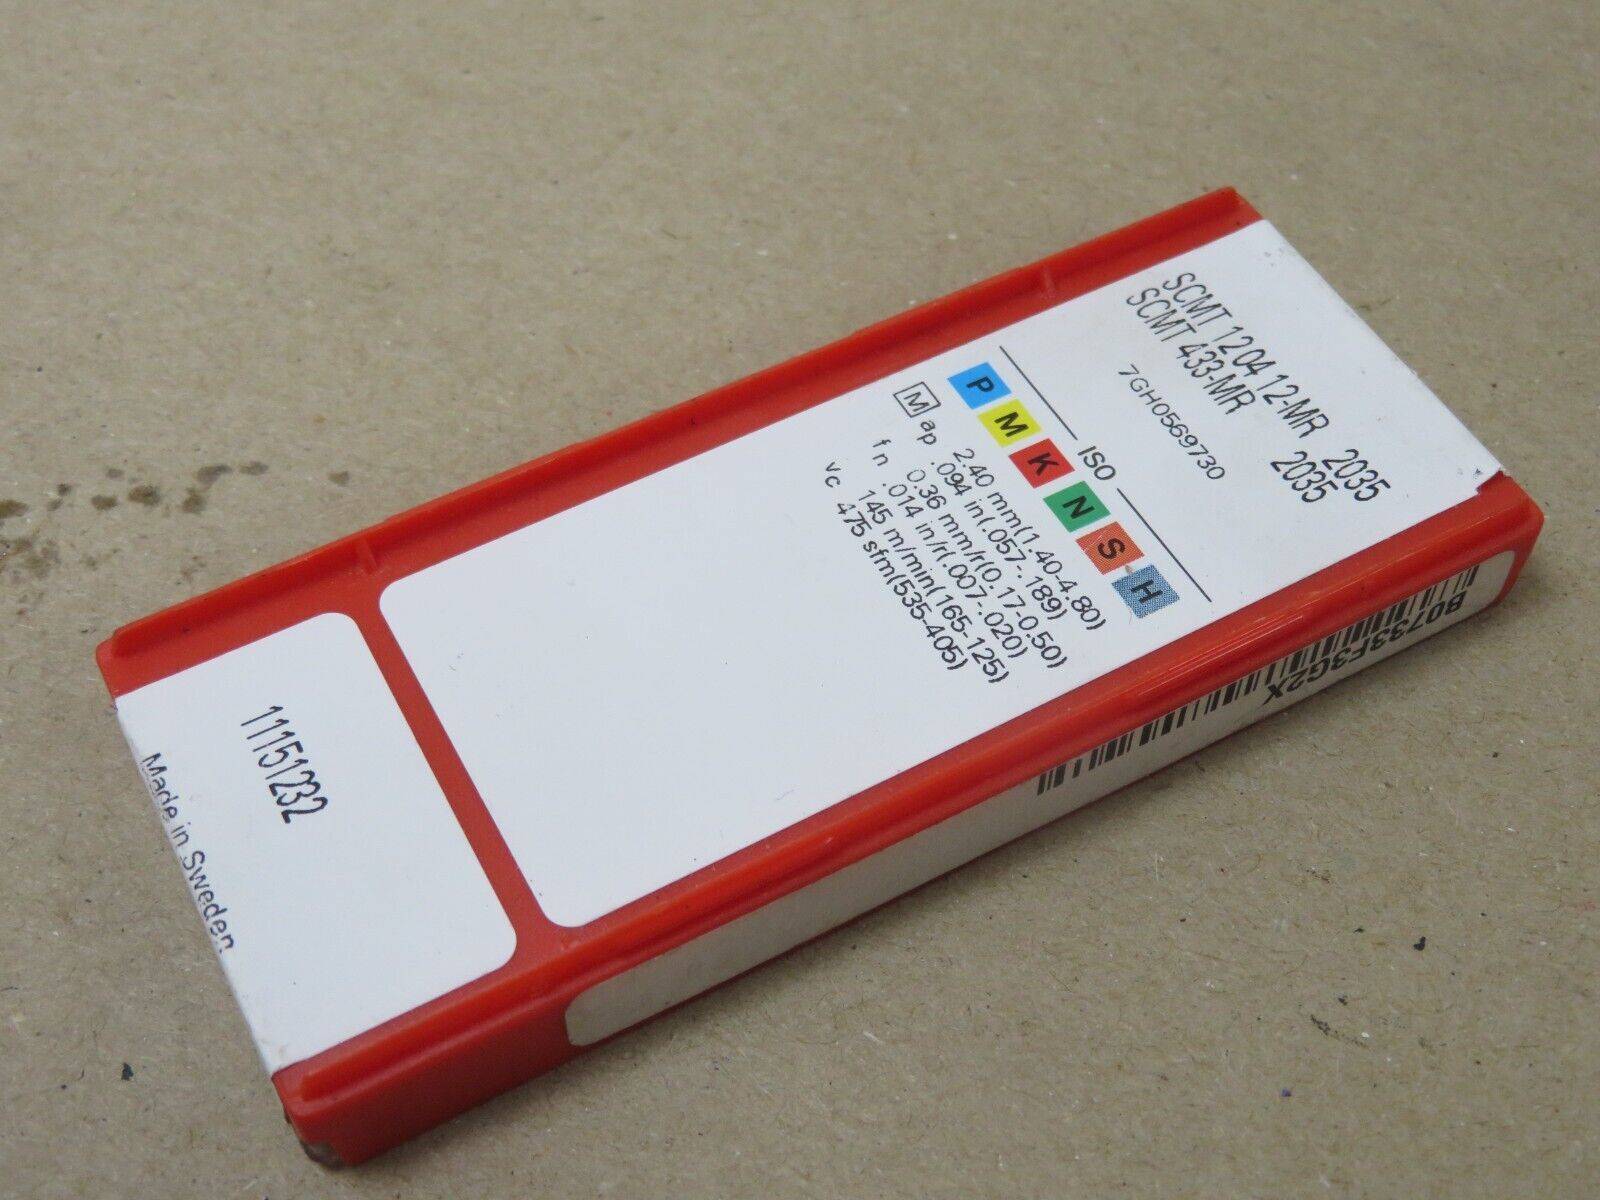 SCMT 12 04 12-MR 2035
SCMT 433-MR 2035
7GH0569730
ISO
P M K N S H
M ap 2.40 mm(1.40-4.80)
.094 in(.057-.189)
fn 0.36 mm/r(0.17-0.50)
.014 in/r(.007-.020)
vc 145 m/min(165-125)
475 sfm(535-405)
11151232
Made in Sweden
B07333F3G2X